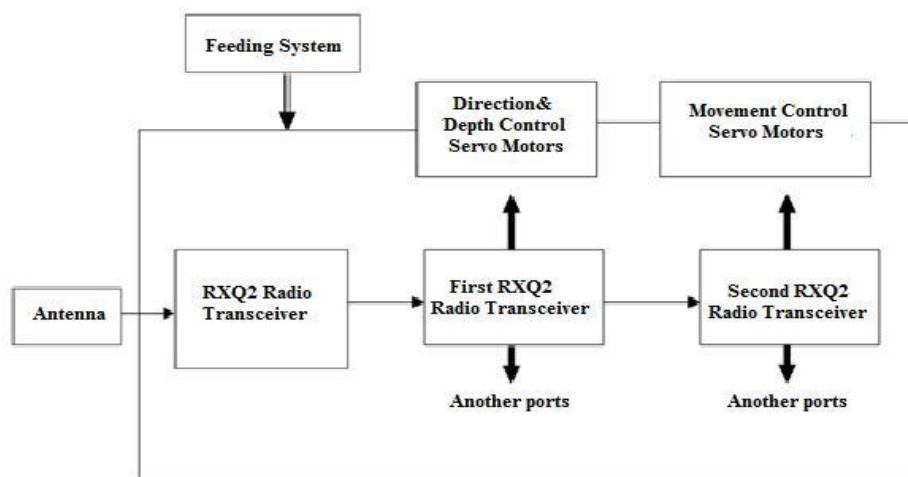 Feeding System
Direction&
Depth Control
Servo Motors
Movement Control
Servo Motors
Antenna
RXQ2 Radio
Transceiver
First RXQ2
Radio Transceiver
Second RXQ2
Radio Transceiver
Another ports
Another ports